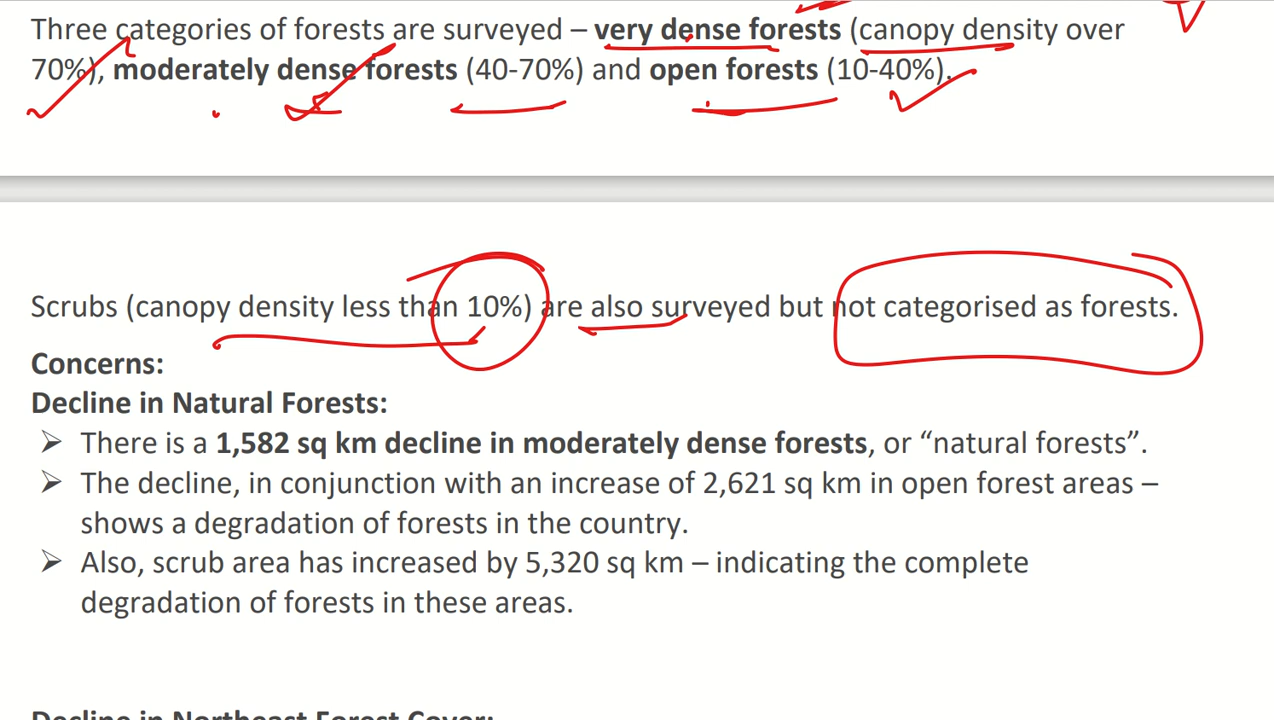 Three categories of forests are surveyed – very dense forests (canopy density over
70%), moderately dense forests (40-70%) and open forests (10-40%).
Scrubs (canopy density less than 10%) are also surveyed but not categorised as forests.
Concerns:
Decline in Natural Forests:
➢ There is a 1,582 sq km decline in moderately dense forests, or “natural forests”.
➢ The decline, in conjunction with an increase of 2,621 sq km in open forest areas –
shows a degradation of forests in the country.
➢ Also, scrub area has increased by 5,320 sq km – indicating the complete
degradation of forests in these areas.
Decline in Northeast Forest Cover: